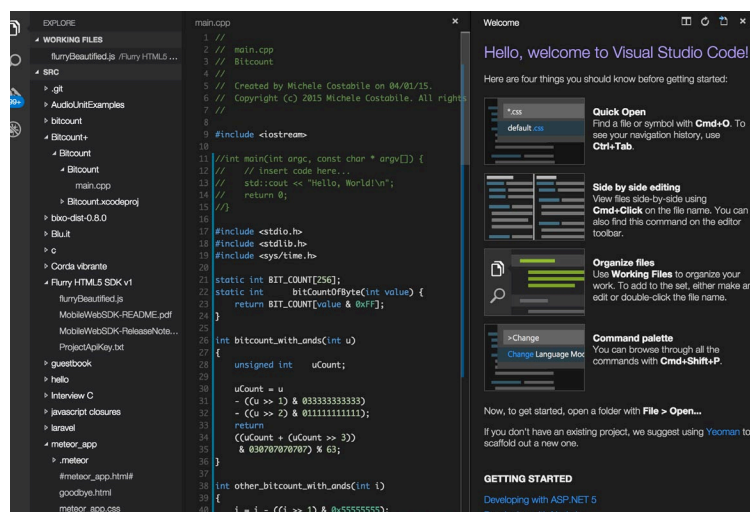 EXPLORE
WORKING FILES
flurryBeautified.js /Flurry HTML5 ...
SRC
.git
AudioUnitExamples
bitcount
Bitcount+
Bitcount
Bitcount
main.cpp
Bitcount.xcodeproj
bixo-dist-0.8.0
Blu.it
c
Corda vibrante
Flurry HTML5 SDK v1
flurryBeautified.js
MobileWebSDK-README.pdf
MobileWebSDK-ReleaseNote...
ProjectApiKey.txt
guestbook
hello
Interview C
javascript closures
laravel
meteor_app
.meteor
#meteor_app.html#
goodbye.html
meteor_app.css
99+
main.cpp
1 //
2 // main.cpp
3 // Bitcount
4 //
5 // Created by Michele Costabile on 04/01/15.
6 // Copyright (c) 2015 Michele Costabile. All rights
7 //
8
9 #include <iostream>
10
11 //int main(int argc, const char * argv[]) {
12 // // insert code here...
13 // std::cout << "Hello, World!\n";
14 // return 0;
15 //}
16
17 #include <stdio.h>
18 #include <stdlib.h>
19 #include <sys/time.h>
20
21 static int BIT_COUNT[256];
22 static int bitCountOfByte(int value) {
23 return BIT_COUNT[value & 0xFF];
24 }
25
26 int bitcount_with_ands(int u)
27 {
28 unsigned int uCount;
29
30 uCount = u
31 - ((u >> 1) & 033333333333)
32 - ((u >> 2) & 011111111111);
33 return
34 ((uCount + (uCount >> 3))
35 & 030707070707) % 63;
36 }
37
38 int other_bitcount_with_ands(int i)
39 {
40 i = i - ((i >> 1) & 0x55555555);
Welcome
Hello, welcome to Visual Studio Code!
Here are four things you should know before getting started:
*.css
default.css
Quick Open
Find a file or symbol with Cmd+O. To
see your navigation history, use
Ctrl+Tab.
Side by side editing
View files side-by-side using
Cmd+Click on the file name. You can
also find this command on the editor
toolbar.
Organize files
Use Working Files to organize your
work. To add to the set, either make an
edit or double-click the file name.
>Change
Change Language Mod
Command palette
You can browse through all the
commands with Cmd+Shift+P.
Now, to get started, open a folder with File > Open...
If you don't have an existing project, we suggest using Yeoman to
scaffold out a new one.
GETTING STARTED
Developing with ASP.NET 5